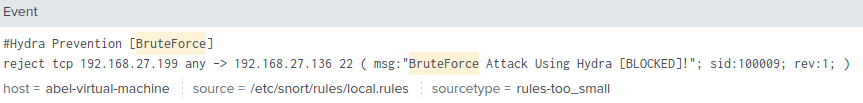 Event
#Hydra Prevention [BruteForce]
reject tcp 192.168.27.199 any -> 192.168.27.136 22 ( msg:"BruteForce Attack Using Hydra [BLOCKED]!"; sid:100009; rev:1; )
host = abel-virtual-machine source = /etc/snort/rules/local.rules sourcetype = rules-too_small